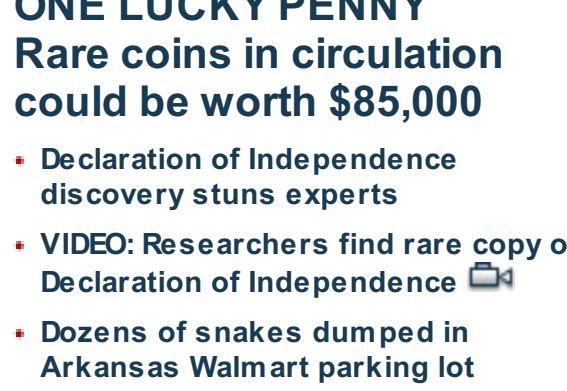 ONE LUCKY PENNY
Rare coins in circulation
could be worth $85,000
Declaration of Independence
discovery stuns experts
VIDEO: Researchers find rare copy o
Declaration of Independence
Dozens of snakes dumped in
Arkansas Walmart parking lot